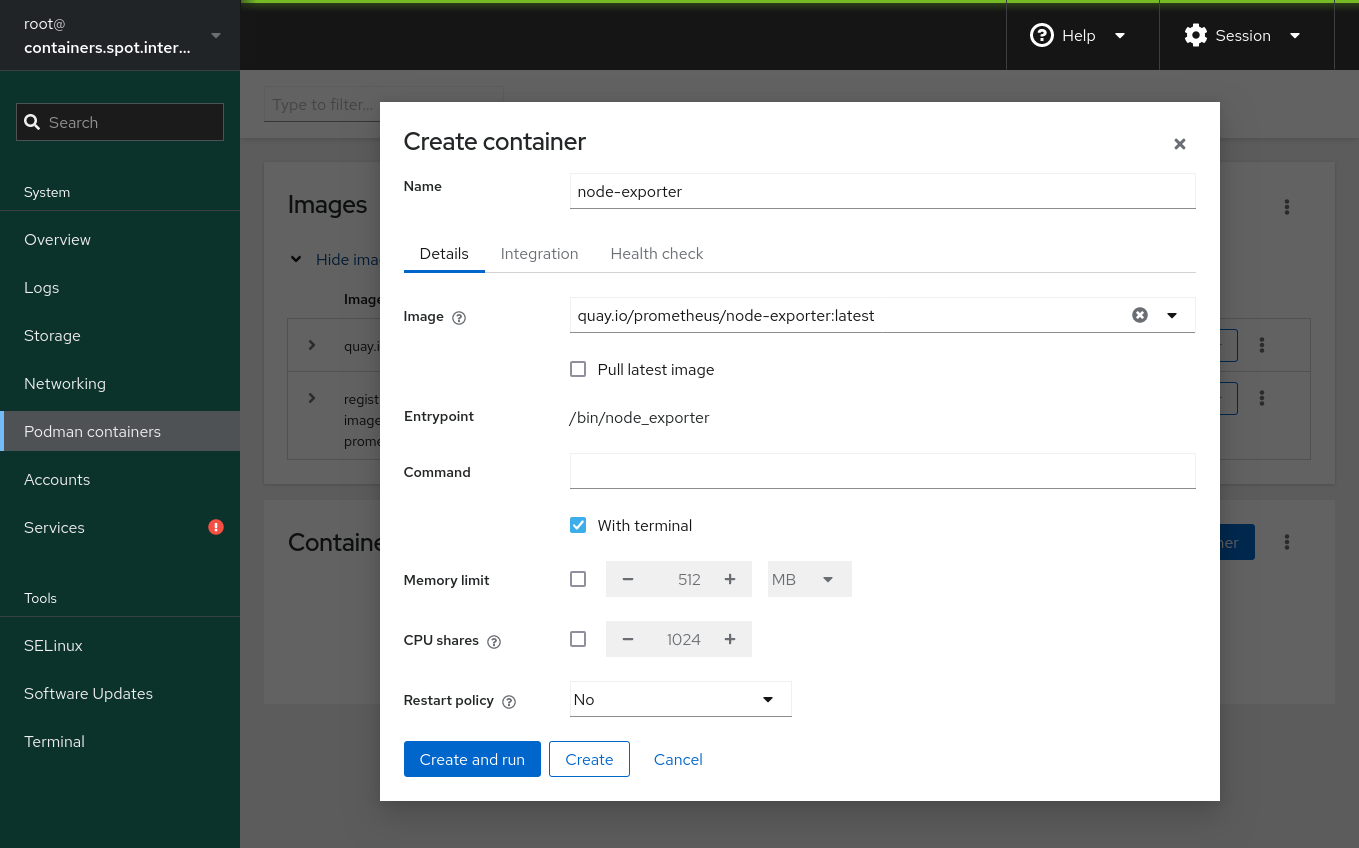 root@
containers.spot.inter...
Help
Session
Search
System
Overview
Logs
Storage
Networking
Podman containers
Accounts
Services
Tools
SELinux
Software Updates
Terminal
Type to filter...
Images
Hide ima
Image
quay.i
regist
image
prome
Containe
ner
Create container
Name
node-exporter
Details
Integration
Health check
Image
quay.io/prometheus/node-exporter:latest
Pull latest image
Entrypoint
/bin/node_exporter
Command
With terminal
Memory limit
512
MB
CPU shares
1024
Restart policy
No
Create and run
Create
Cancel